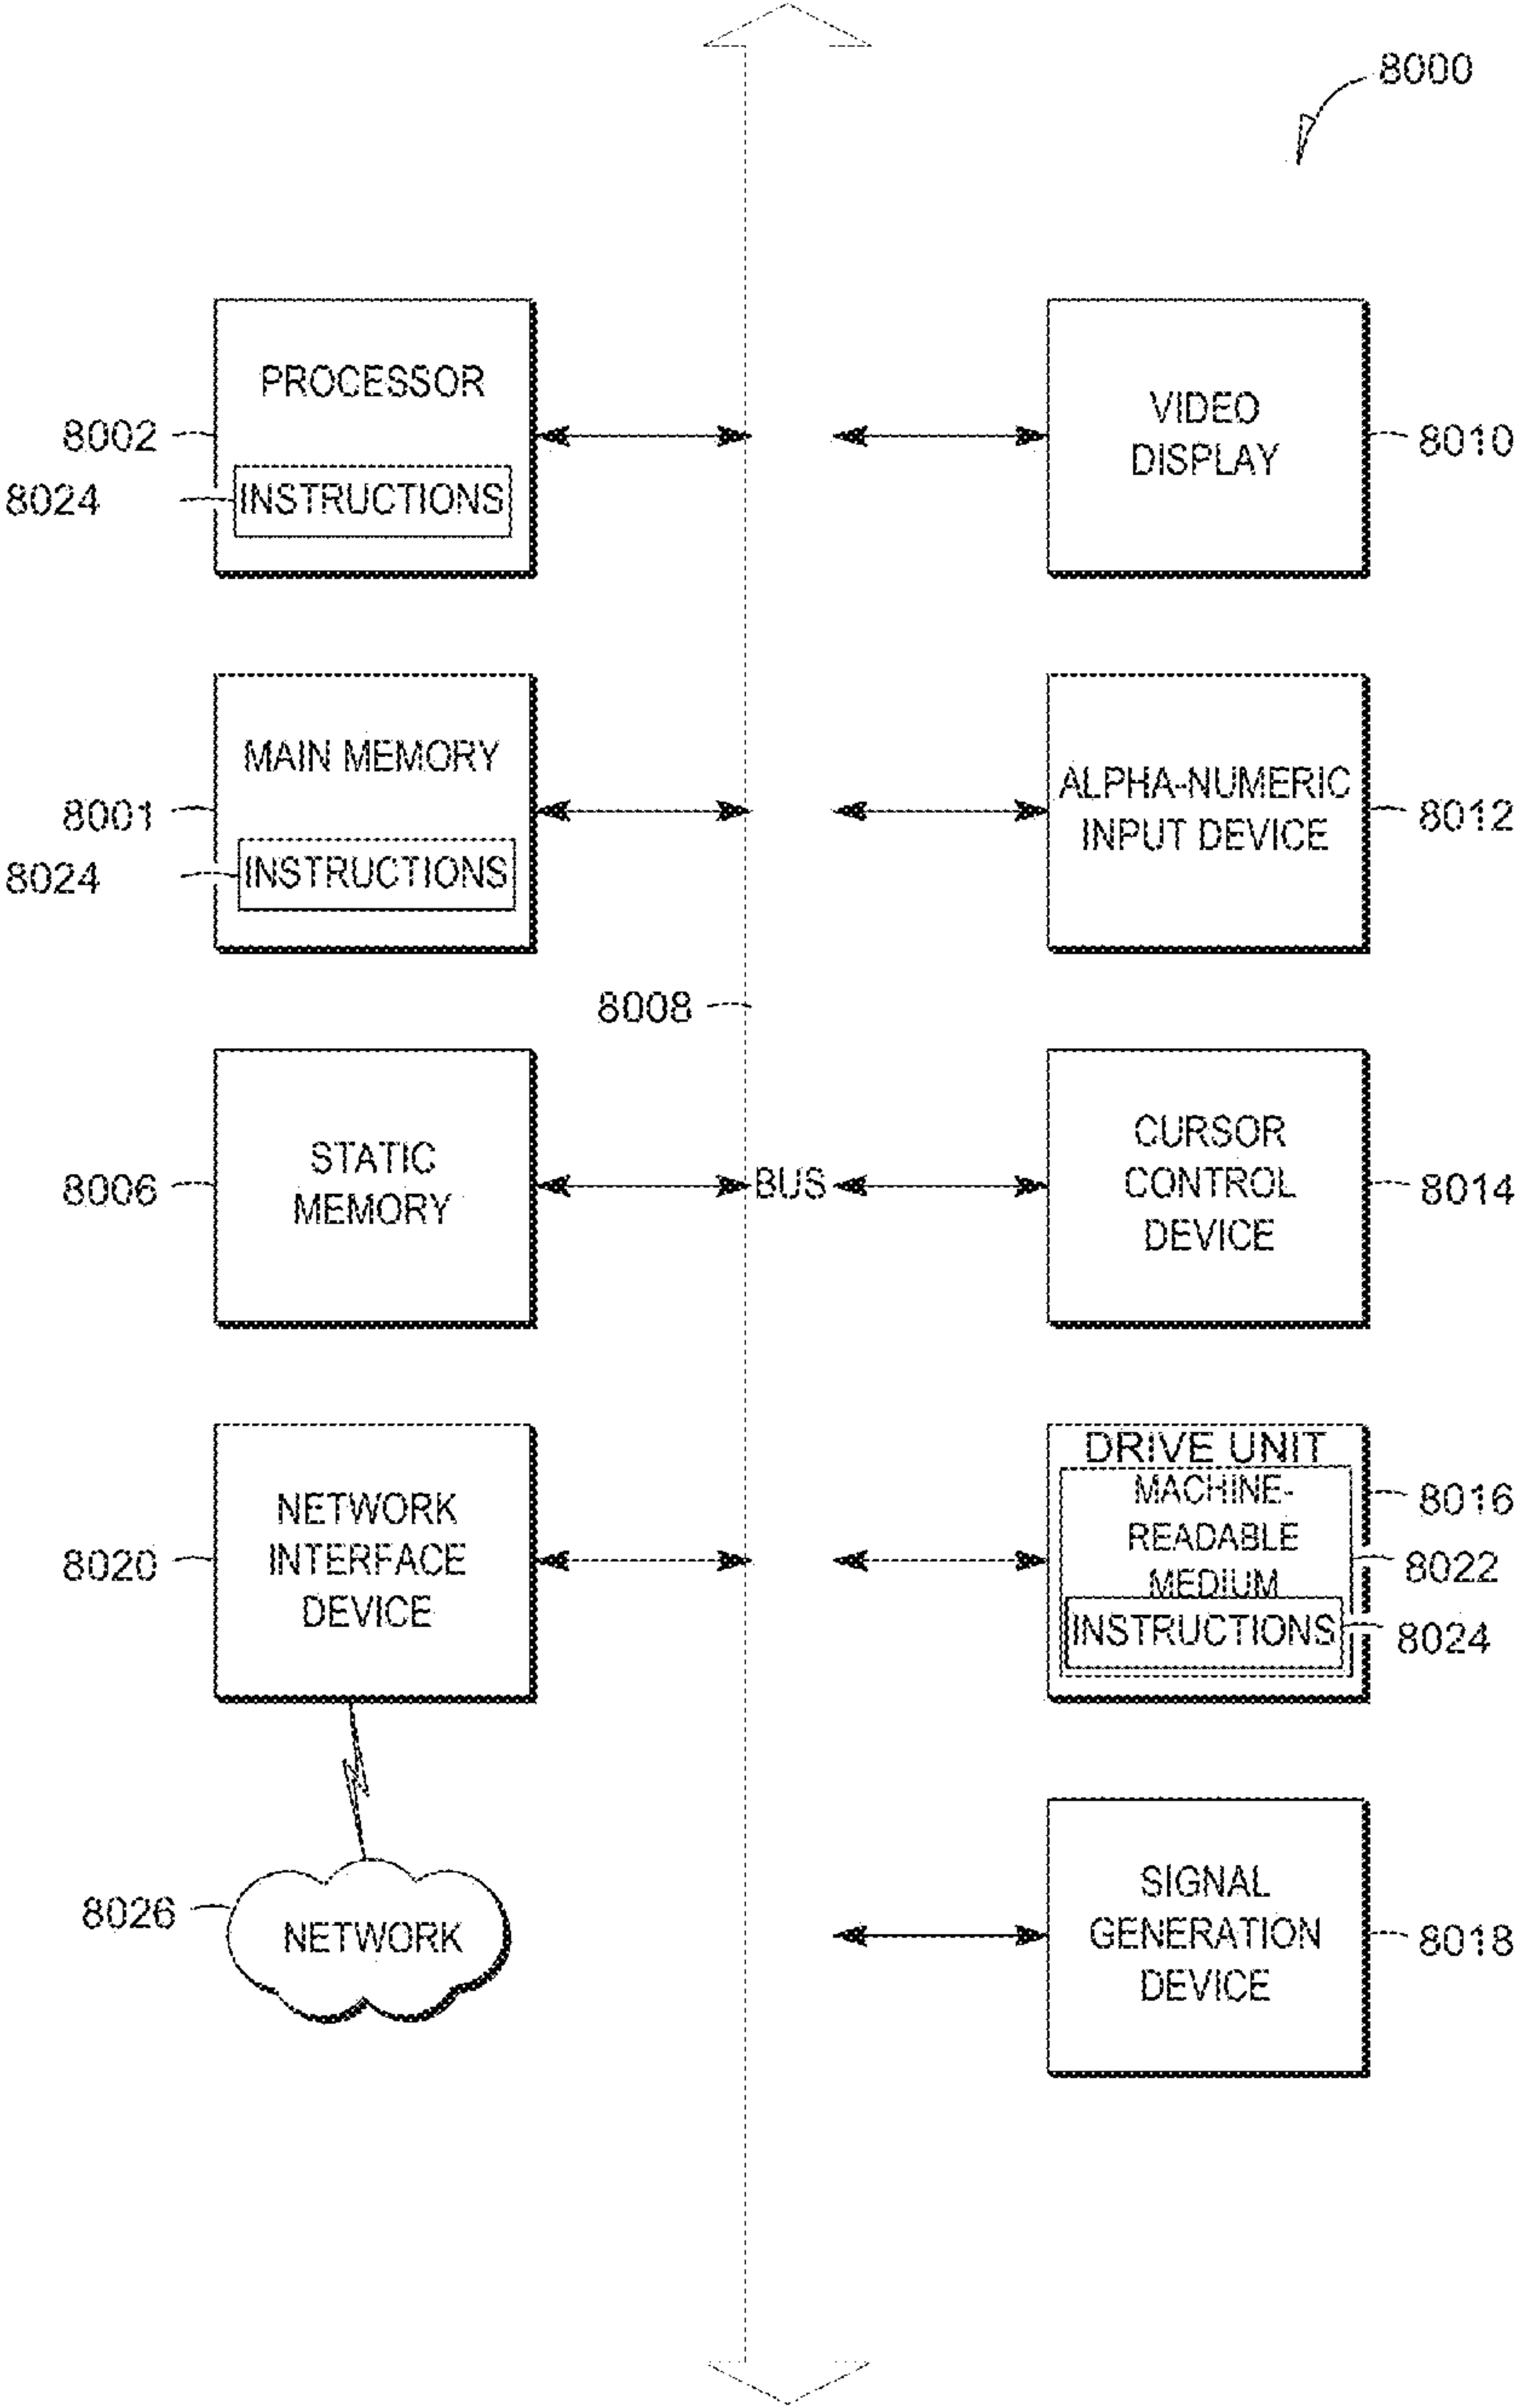 8000
PROCESSOR
8002
8024
INSTRUCTIONS
VIDEO
DISPLAY
8010
MAIN MEMORY
8001
8024
INSTRUCTIONS
ALPHA-NUMERIC
INPUT DEVICE
8012
8008
STATIC
MEMORY
8006
BUS
CURSOR
CONTROL
DEVICE
8014
NETWORK
INTERFACE
DEVICE
8020
DRIVE UNIT
MACHINE-
READABLE
MEDIUM
INSTRUCTIONS
8016
8022
8024
8026
NETWORK
SIGNAL
GENERATION
DEVICE
8018